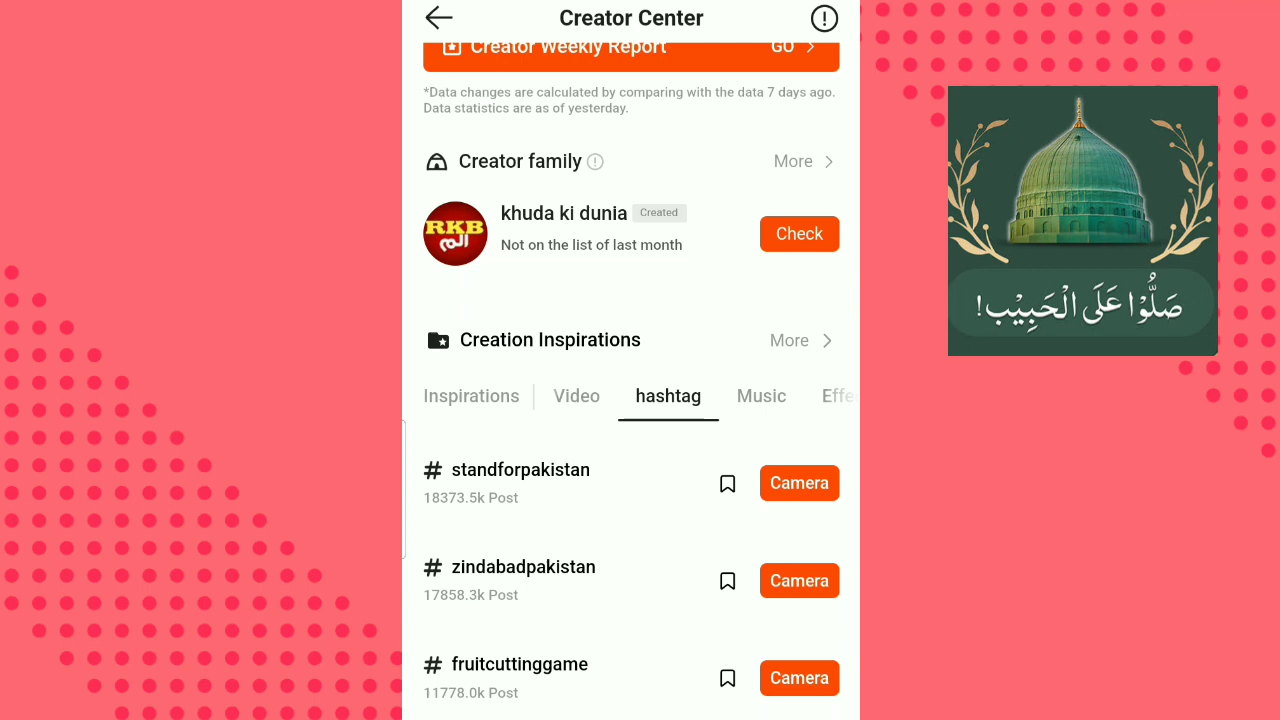 Creator Center
Creator Weekly Report GO
*Data changes are calculated by comparing with the data 7 days ago.
Data statistics are as of yesterday.
Creator family More
RKB
الم
khuda ki dunia Created
Not on the list of last month
Check
Creation Inspirations More
Inspirations Video hashtag Music Effe
# standforpakistan
18373.5k Post
Camera
# zindabadpakistan
17858.3k Post
Camera
# fruitcuttinggame
11778.0k Post
Camera
صَلُّوْا عَلَى الْحَبِيْب!